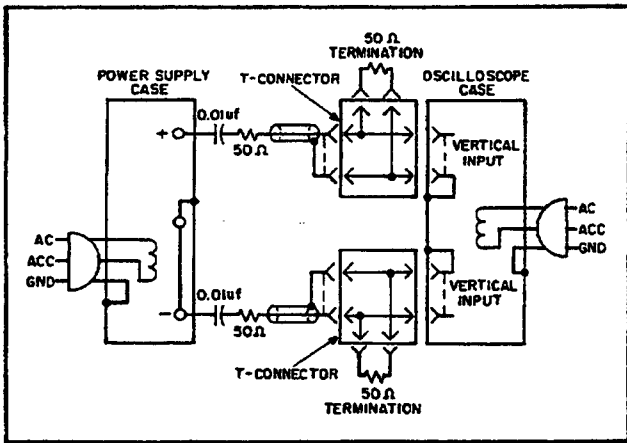 50 Ω
TERMINATION
T-CONNECTOR
POWER SUPPLY
CASE
OSCILLOSCOPE
CASE
0.01uf
+
50Ω
VERTICAL
INPUT
AC
ACC
GND
AC
ACC
GND
0.01uf
−
50Ω
VERTICAL
INPUT
T-CONNECTOR
50 Ω
TERMINATION